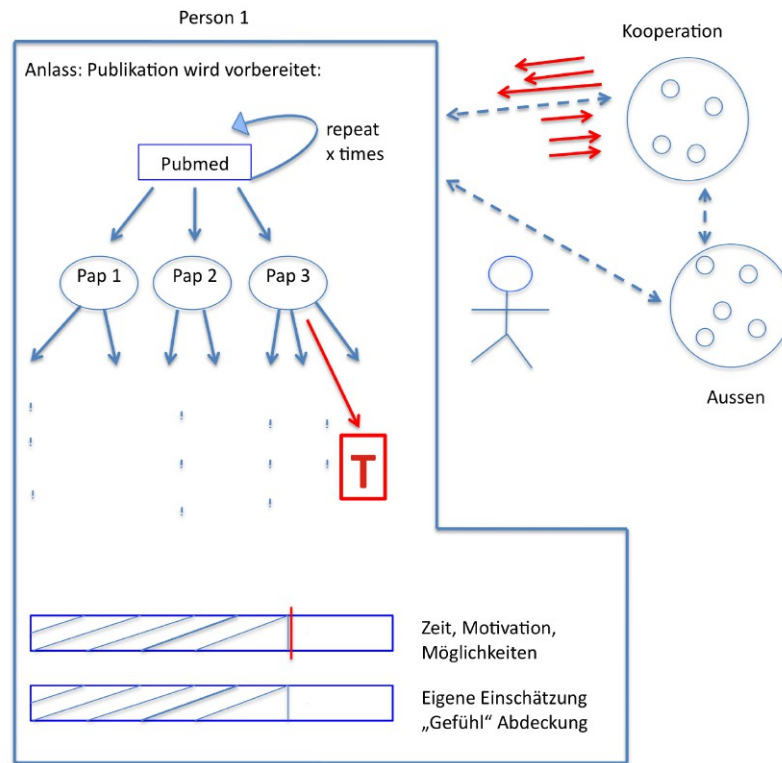 Person 1
Kooperation
Anlass: Publikation wird vorbereitet:
repeat
x times
Pubmed
Pap 1
Pap 2
Pap 3
Aussen
T
Zeit, Motivation,
Möglichkeiten
Eigene Einschätzung
„Gefühl“ Abdeckung